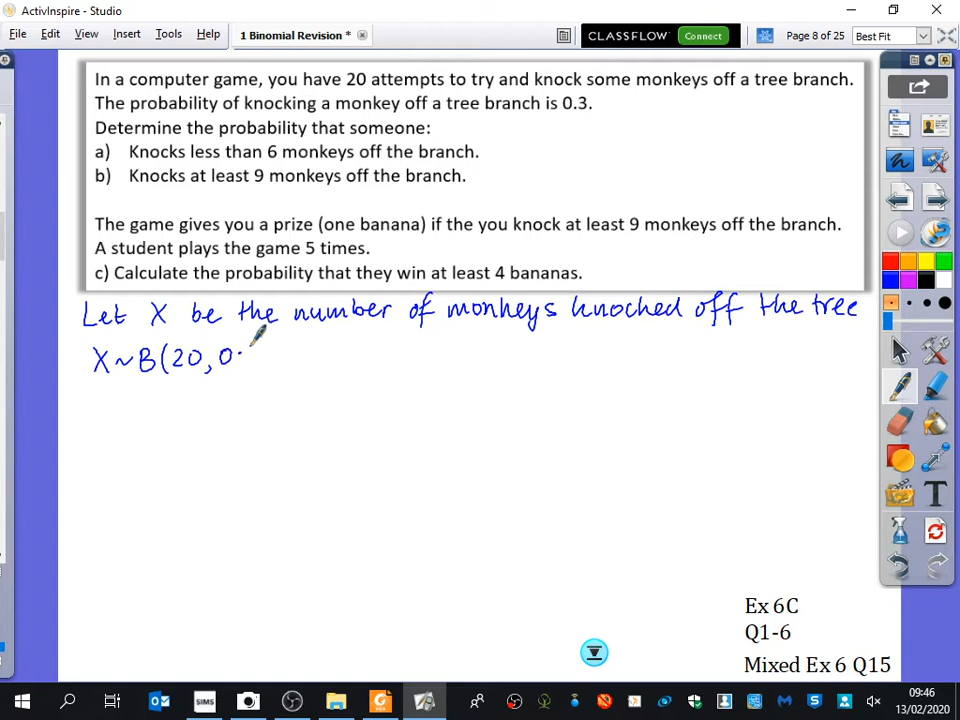 ActivInspire - Studio
File Edit View Insert Tools Help
1 Binomial Revision *
CLASSFLOW Connect
Page 8 of 25
Best Fit
In a computer game, you have 20 attempts to try and knock some monkeys off a tree branch.
The probability of knocking a monkey off a tree branch is 0.3.
Determine the probability that someone:
a) Knocks less than 6 monkeys off the branch.
b) Knocks at least 9 monkeys off the branch.
The game gives you a prize (one banana) if the you knock at least 9 monkeys off the branch.
A student plays the game 5 times.
c) Calculate the probability that they win at least 4 bananas.
Let X be the number of monkeys knocked off the tree
X~B(20,0·
Ex 6C
Q1-6
Mixed Ex 6 Q15
SIMS
09:46
13/02/2020